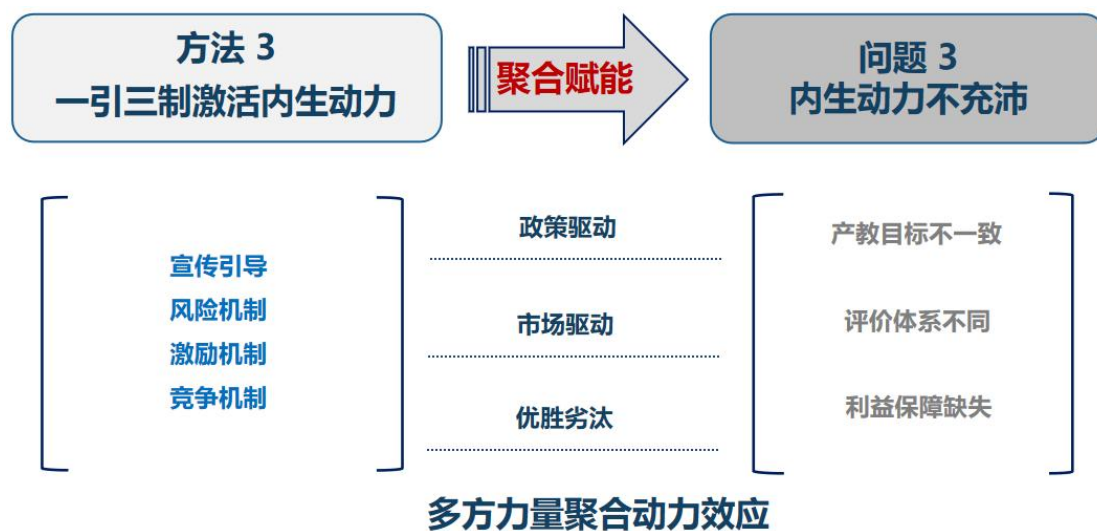 方法 3
一引三制激活内生动力
聚合赋能
问题 3
内生动力不充沛
宣传引导
风险机制
激励机制
竞争机制
政策驱动
市场驱动
优胜劣汰
产教目标不一致
评价体系不同
利益保障缺失
多方力量聚合动力效应